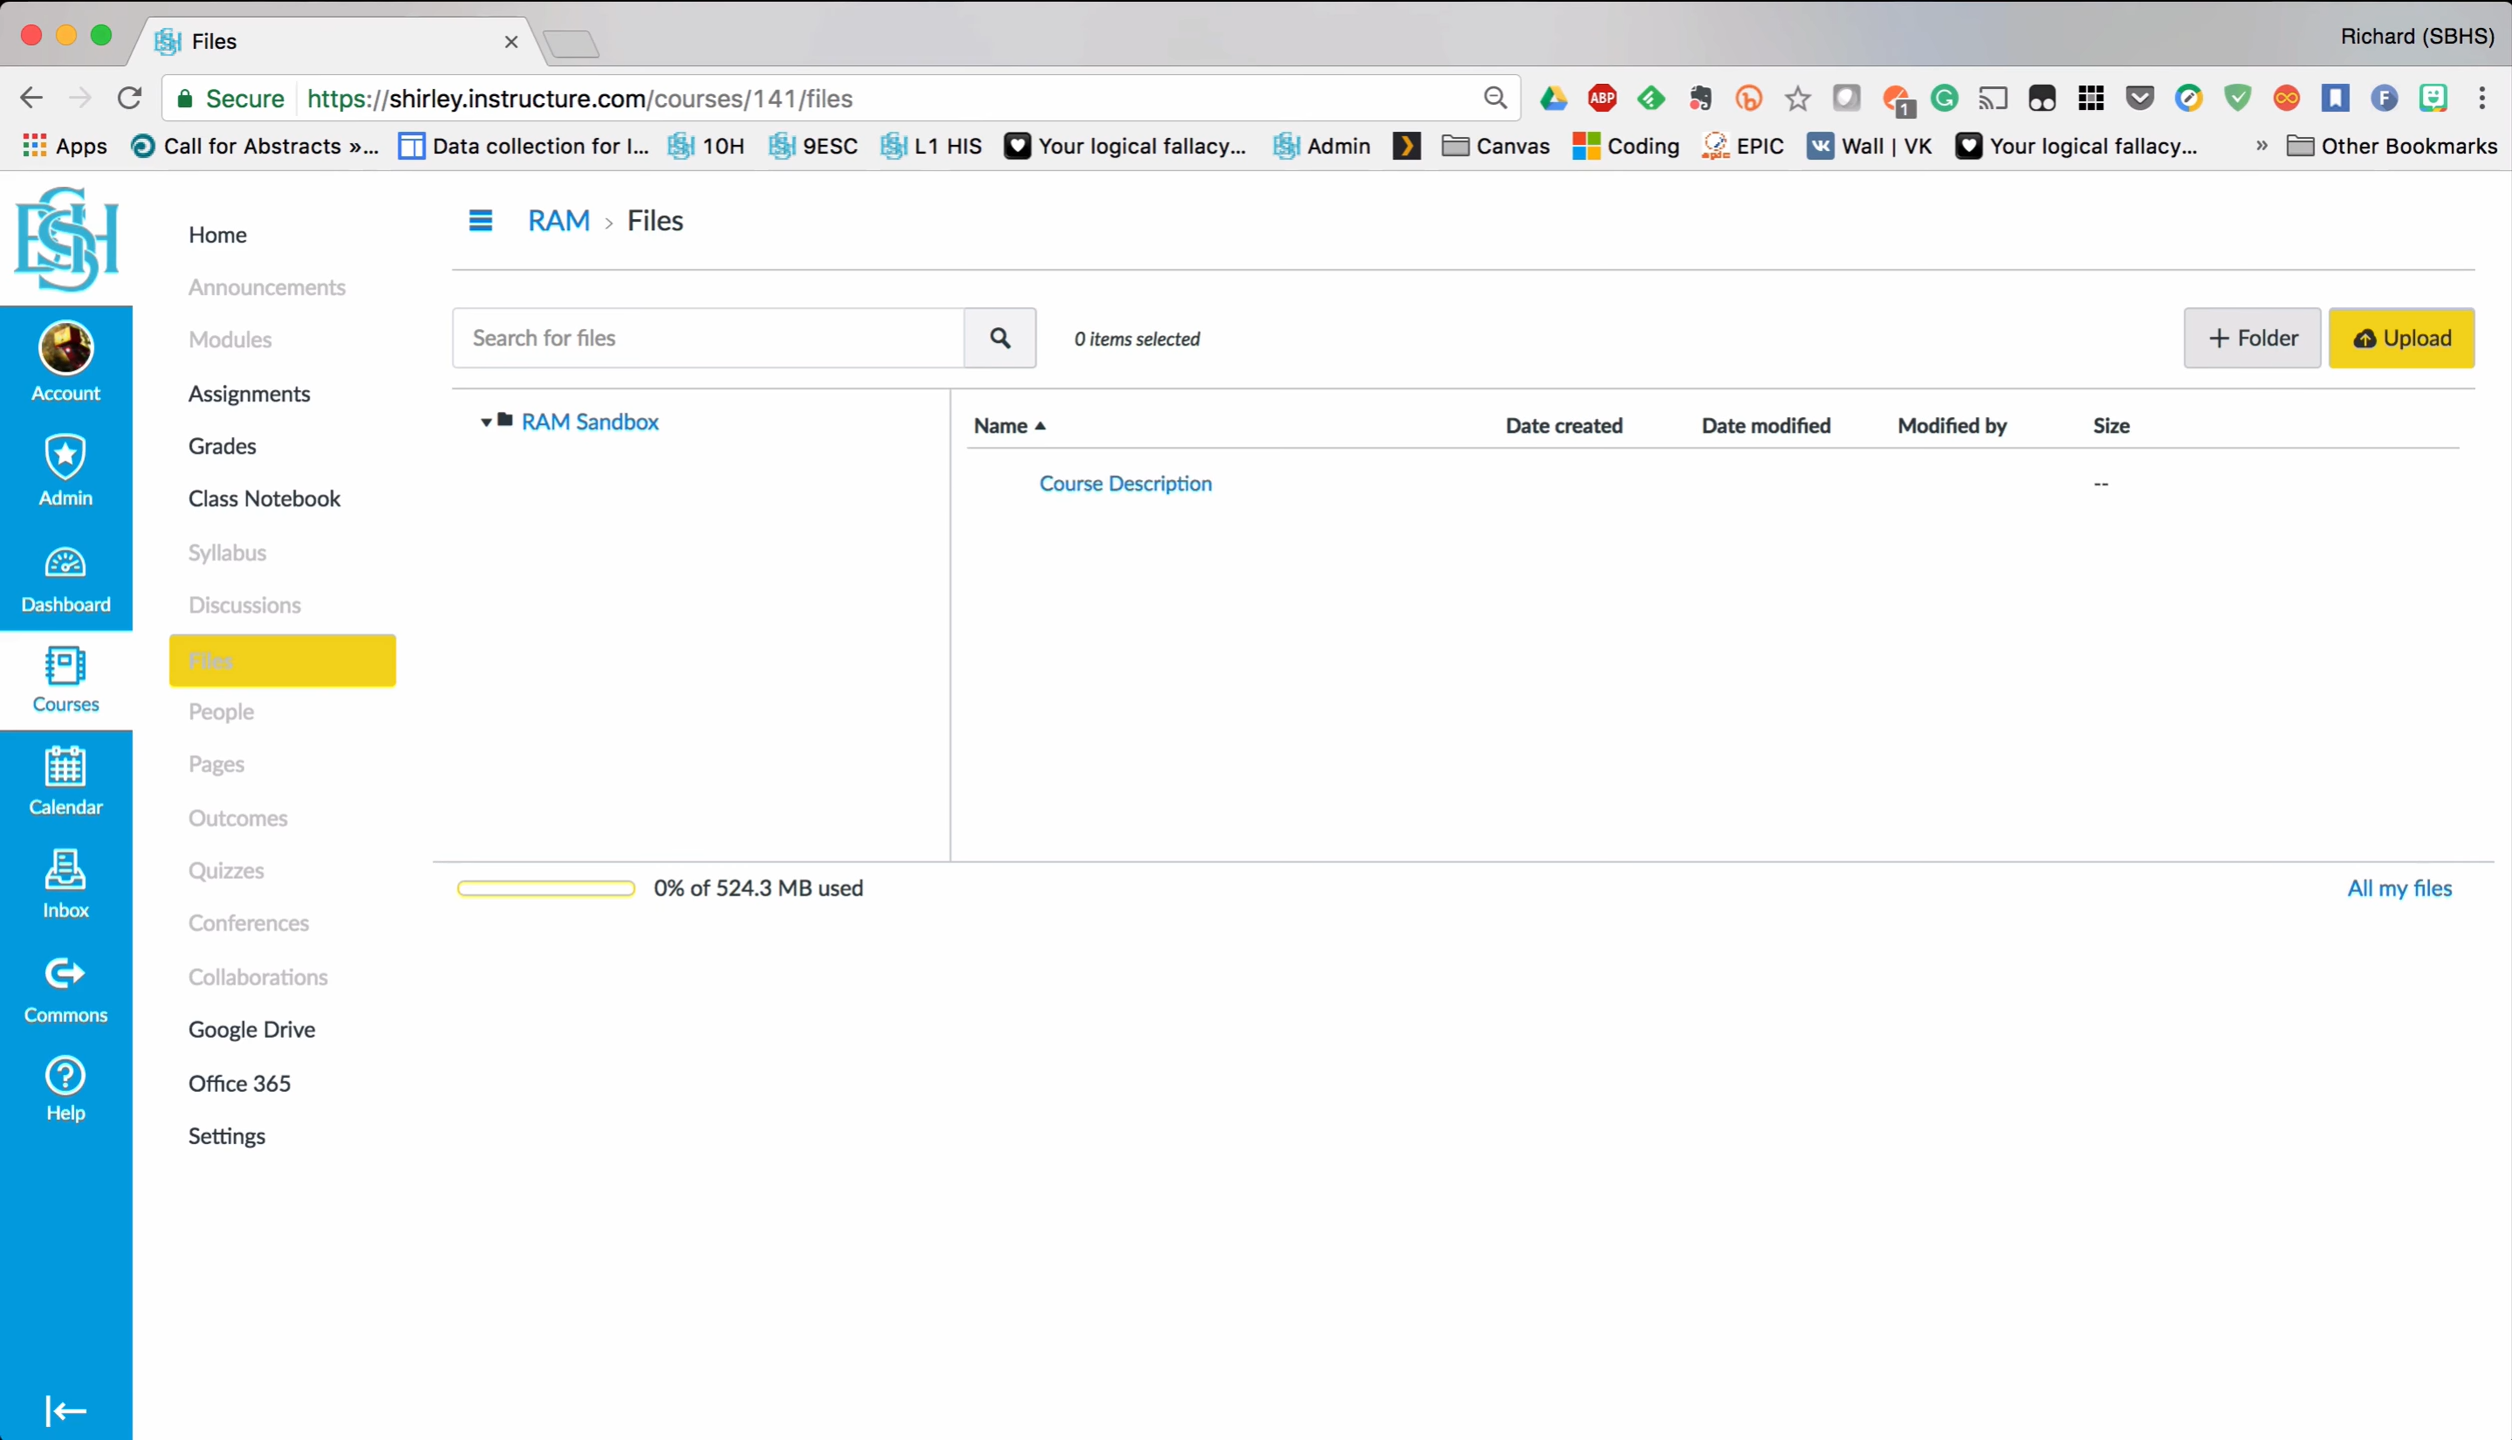 Files
Richard (SBHS)
Secure https://shirley.instructure.com/courses/141/files
ABP
1
Apps Call for Abstracts »... Data collection for I... 10H 9ESC L1 HIS Your logical fallacy... Admin Canvas Coding EPIC Wall | VK Your logical fallacy... » Other Bookmarks
Account
Admin
Dashboard
Courses
Calendar
Inbox
Commons
Help
Home
Announcements
Modules
Assignments
Grades
Class Notebook
Syllabus
Discussions
Files
People
Pages
Outcomes
Quizzes
Conferences
Collaborations
Google Drive
Office 365
Settings
RAM > Files
Search for files
0 items selected
+ Folder
Upload
RAM Sandbox
Name Date created Date modified Modified by Size
Course Description --
0% of 524.3 MB used
All my files